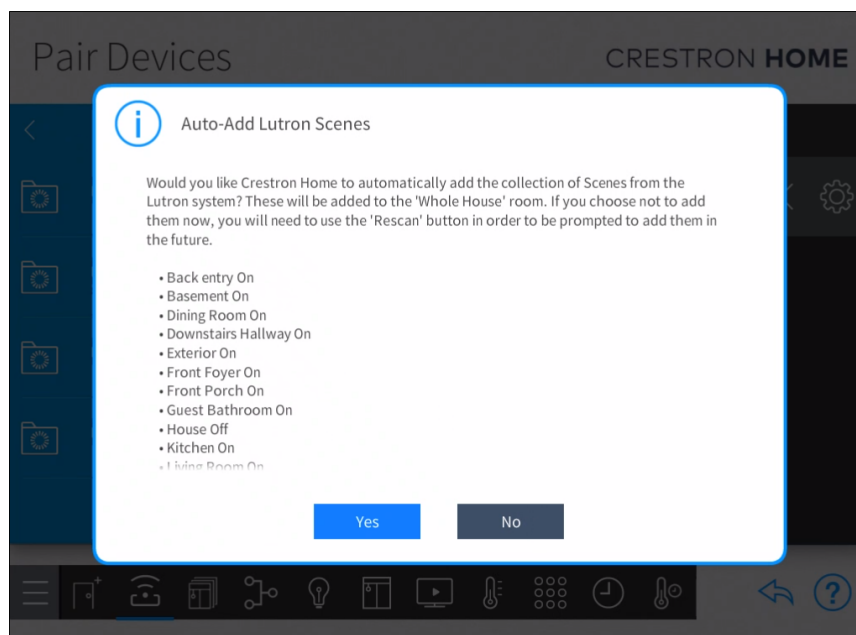 Pair Devices
CRESTRON HOME
Auto-Add Lutron Scenes
Would you like Crestron Home to automatically add the collection of Scenes from the
Lutron system? These will be added to the 'Whole House' room. If you choose not to add
them now, you will need to use the 'Rescan' button in order to be prompted to add them in
the future.
• Back entry On
• Basement On
• Dining Room On
• Downstairs Hallway On
• Exterior On
• Front Foyer On
• Front Porch On
• Guest Bathroom On
• House Off
• Kitchen On
• Living Room On
Yes
No